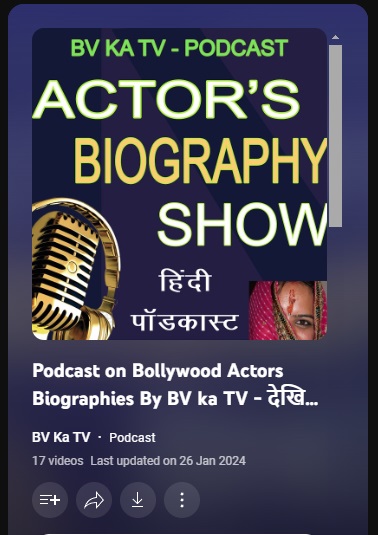 BV KA TV - PODCAST
ACTOR'S
BIOGRAPHY
SHOW
हिंदी
पॉडकास्ट
Podcast on Bollywood Actors
Biographies By BV ka TV - देखि...
BV Ka TV · Podcast
17 videos Last updated on 26 Jan 2024